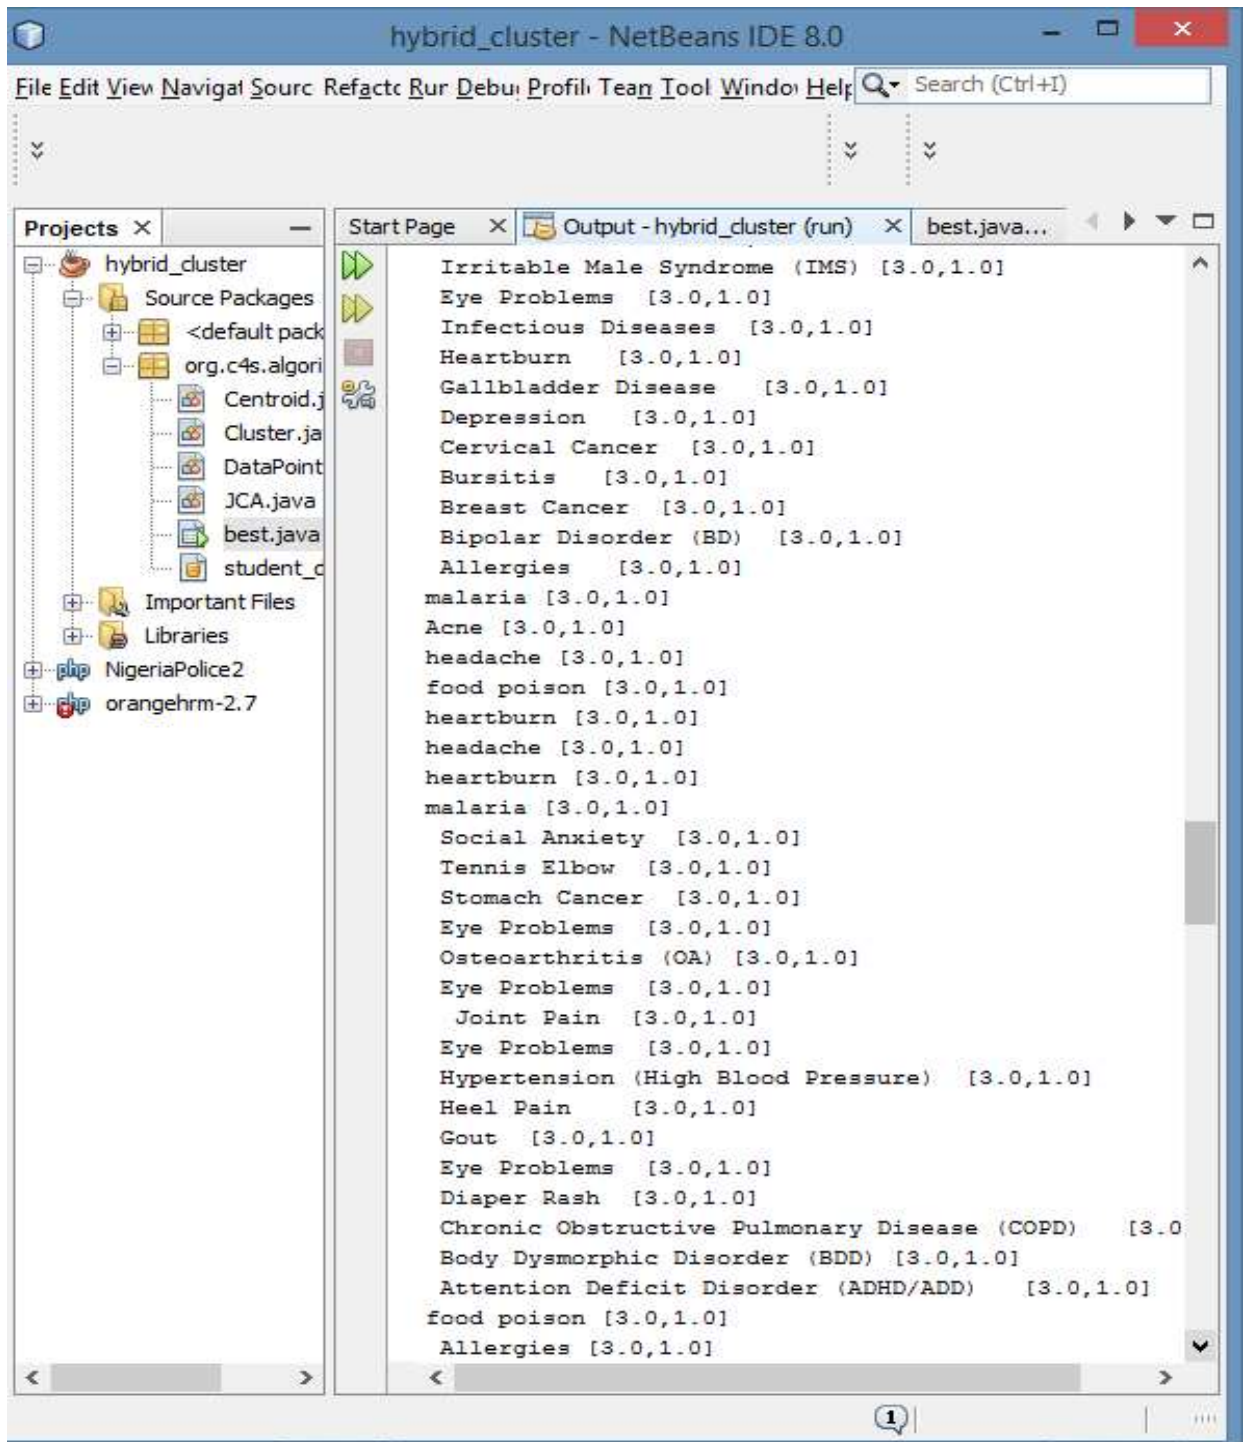 hybrid_cluster - NetBeans IDE 8.0
File Edit View Navigat Sourc Refactc Rur Debu Profil Tean Tool Windo Help Search (Ctrl+I)
Projects
Start Page Output - hybrid_cluster (run) best.java...
hybrid_cluster
Source Packages
<default pack
org.c4s.algori
Centroid.j
Cluster.ja
DataPoint
JCA.java
best.java
student_c
Important Files
Libraries
php NigeriaPolice2
php orangehrm-2.7
Irritable Male Syndrome (IMS) [3.0,1.0]
Eye Problems [3.0,1.0]
Infectious Diseases [3.0,1.0]
Heartburn [3.0,1.0]
Gallbladder Disease [3.0,1.0]
Depression [3.0,1.0]
Cervical Cancer [3.0,1.0]
Bursitis [3.0,1.0]
Breast Cancer [3.0,1.0]
Bipolar Disorder (BD) [3.0,1.0]
Allergies [3.0,1.0]
malaria [3.0,1.0]
Acne [3.0,1.0]
headache [3.0,1.0]
food poison [3.0,1.0]
heartburn [3.0,1.0]
headache [3.0,1.0]
heartburn [3.0,1.0]
malaria [3.0,1.0]
Social Anxiety [3.0,1.0]
Tennis Elbow [3.0,1.0]
Stomach Cancer [3.0,1.0]
Eye Problems [3.0,1.0]
Osteoarthritis (OA) [3.0,1.0]
Eye Problems [3.0,1.0]
Joint Pain [3.0,1.0]
Eye Problems [3.0,1.0]
Hypertension (High Blood Pressure) [3.0,1.0]
Heel Pain [3.0,1.0]
Gout [3.0,1.0]
Eye Problems [3.0,1.0]
Diaper Rash [3.0,1.0]
Chronic Obstructive Pulmonary Disease (COPD) [3.0
Body Dysmorphic Disorder (BDD) [3.0,1.0]
Attention Deficit Disorder (ADHD/ADD) [3.0,1.0]
food poison [3.0,1.0]
Allergies [3.0,1.0]
1